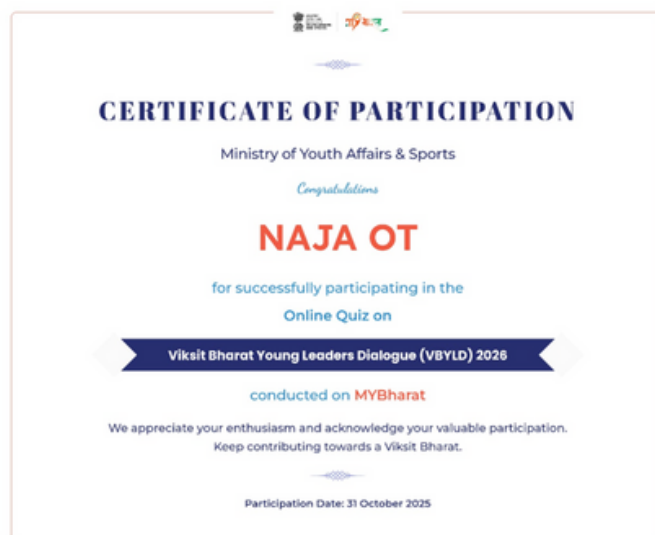 CERTIFICATE OF PARTICIPATION
Ministry of Youth Affairs & Sports
Congratulations
NAJA OT
for successfully participating in the
Online Quiz on
Viksit Bharat Young Leaders Dialogue (VBYLD) 2026
conducted on MYBharat
We appreciate your enthusiasm and acknowledge your valuable participation.
Keep contributing towards a Viksit Bharat.
Participation Date: 31 October 2025